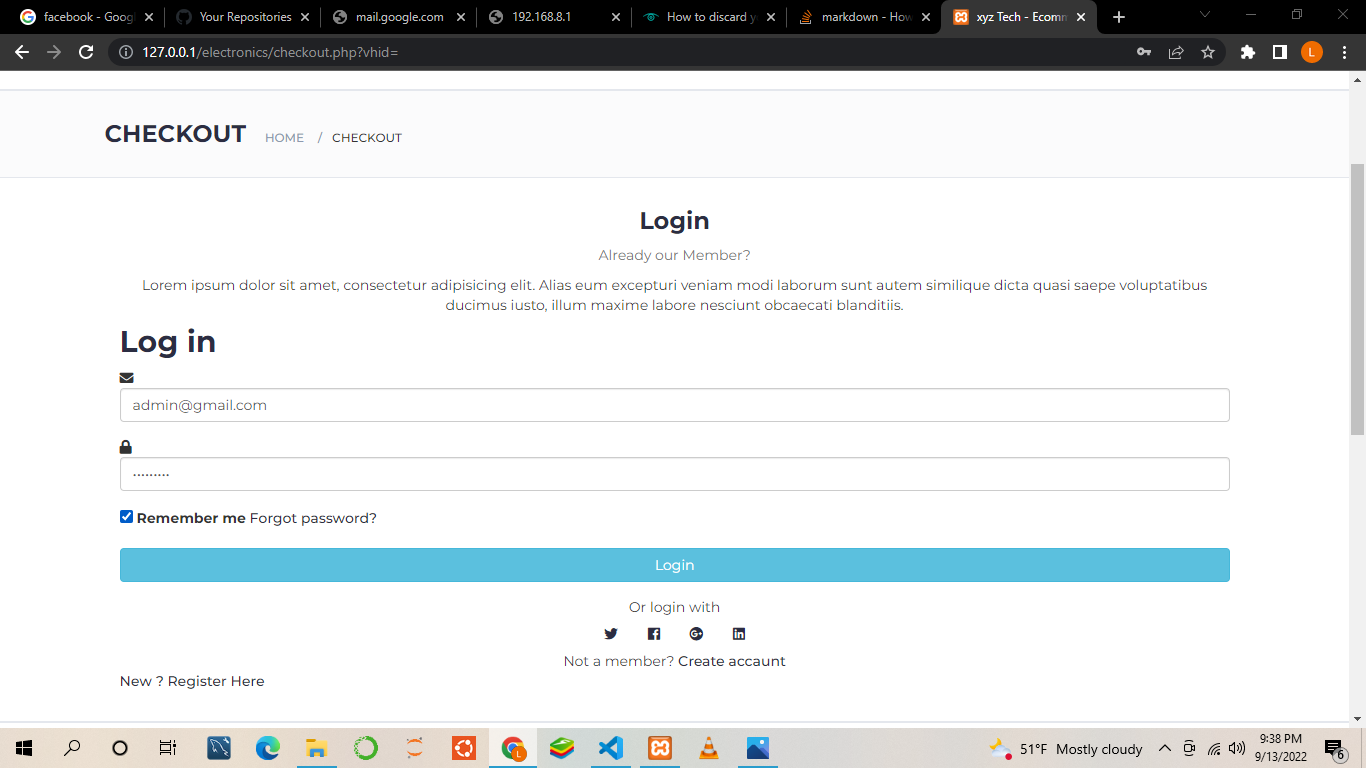 facebook - Goog
Your Repositories
mail.google.com
192.168.8.1
How to discard y
markdown - How
xyz Tech - Ecomm
127.0.0.1/electronics/checkout.php?vhid=
L
CHECKOUT HOME / CHECKOUT
Login
Already our Member?
Lorem ipsum dolor sit amet, consectetur adipisicing elit. Alias eum excepturi veniam modi laborum sunt autem similique dicta quasi saepe voluptatibus
ducimus iusto, illum maxime labore nesciunt obcaecati blanditiis.
Log in
admin@gmail.com
Remember me Forgot password?
Login
Or login with
Not a member? Create accaunt
New ? Register Here
51°F Mostly cloudy
9:38 PM
9/13/2022
6